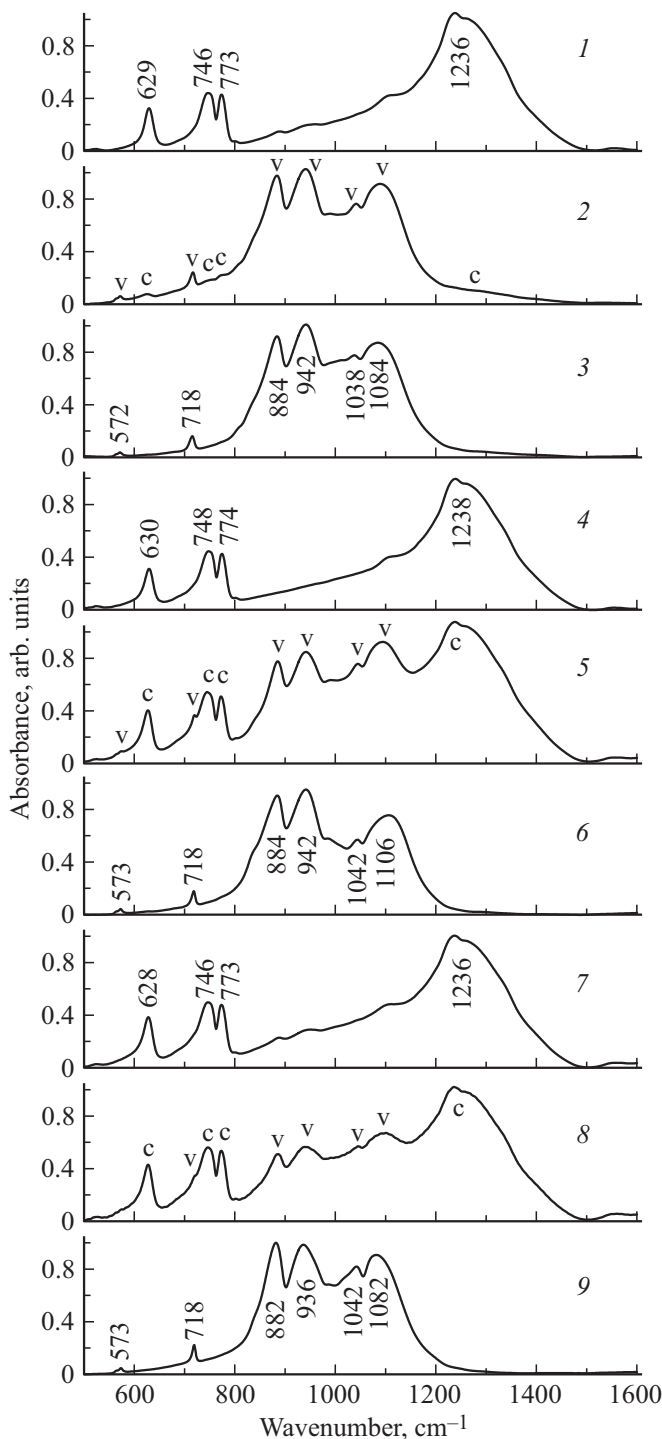 0.8
0.4
0
629
746
773
1236
1
0.8
0.4
0
v
c
v
c
c
v
v
v
v
c
2
0.8
0.4
0
572
718
884
942
1038
1084
3
0.8
0.4
0
630
748
774
1238
4
0.8
0.4
0
v
c
v
c
c
v
v
v
v
c
5
0.8
0.4
0
573
718
884
942
1042
1106
6
0.8
0.4
0
628
746
773
1236
7
0.8
0.4
0
c
v
c
c
v
v
v
v
c
8
0.8
0.4
0
573
718
882
936
1042
1082
9
Absorbance, arb. units
600 800 1000 1200 1400 1600
Wavenumber, cm⁻¹